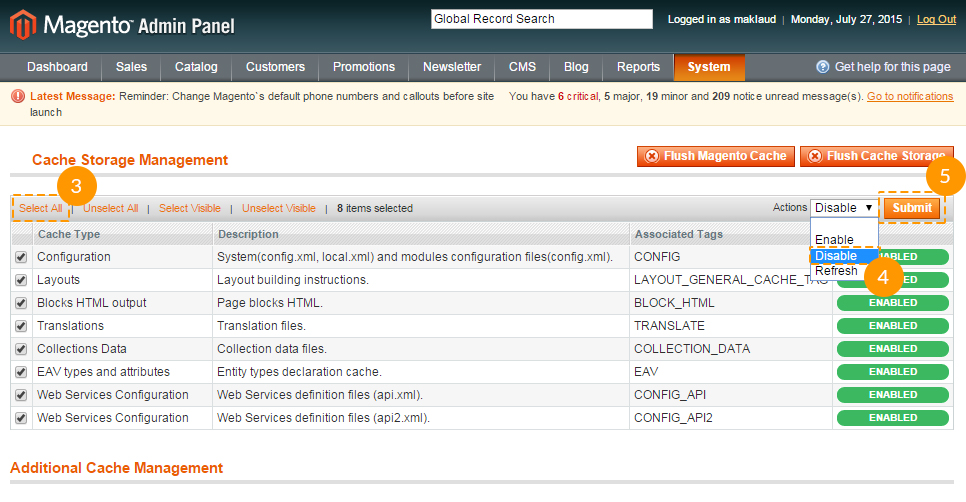 Magento Admin Panel
Global Record Search
Logged in as maklaud | Monday, July 27, 2015 | Log Out
Dashboard Sales Catalog Customers Promotions Newsletter CMS Blog Reports System Get help for this page
Latest Message: Reminder: Change Magento`s default phone numbers and callouts before site
launch
You have 6 critical, 5 major, 19 minor and 209 notice unread message(s). Go to notifications
Cache Storage Management
Flush Magento Cache Flush Cache Storage
3
5
Select All | Unselect All | Select Visible | Unselect Visible | 8 items selected
Actions Disable Submit
Enable
Disable
Refresh
4
Cache Type Description Associated Tags
Configuration System(config.xml, local.xml) and modules configuration files(config.xml). CONFIG ABLED
Layouts Layout building instructions. LAYOUT_GENERAL_CACHE_TAG ENABLED
Blocks HTML output Page blocks HTML. BLOCK_HTML ENABLED
Translations Translation files. TRANSLATE ENABLED
Collections Data Collection data files. COLLECTION_DATA ENABLED
EAV types and attributes Entity types declaration cache. EAV ENABLED
Web Services Configuration Web Services definition files (api.xml). CONFIG_API ENABLED
Web Services Configuration Web Services definition files (api2.xml). CONFIG_API2 ENABLED
Additional Cache Management